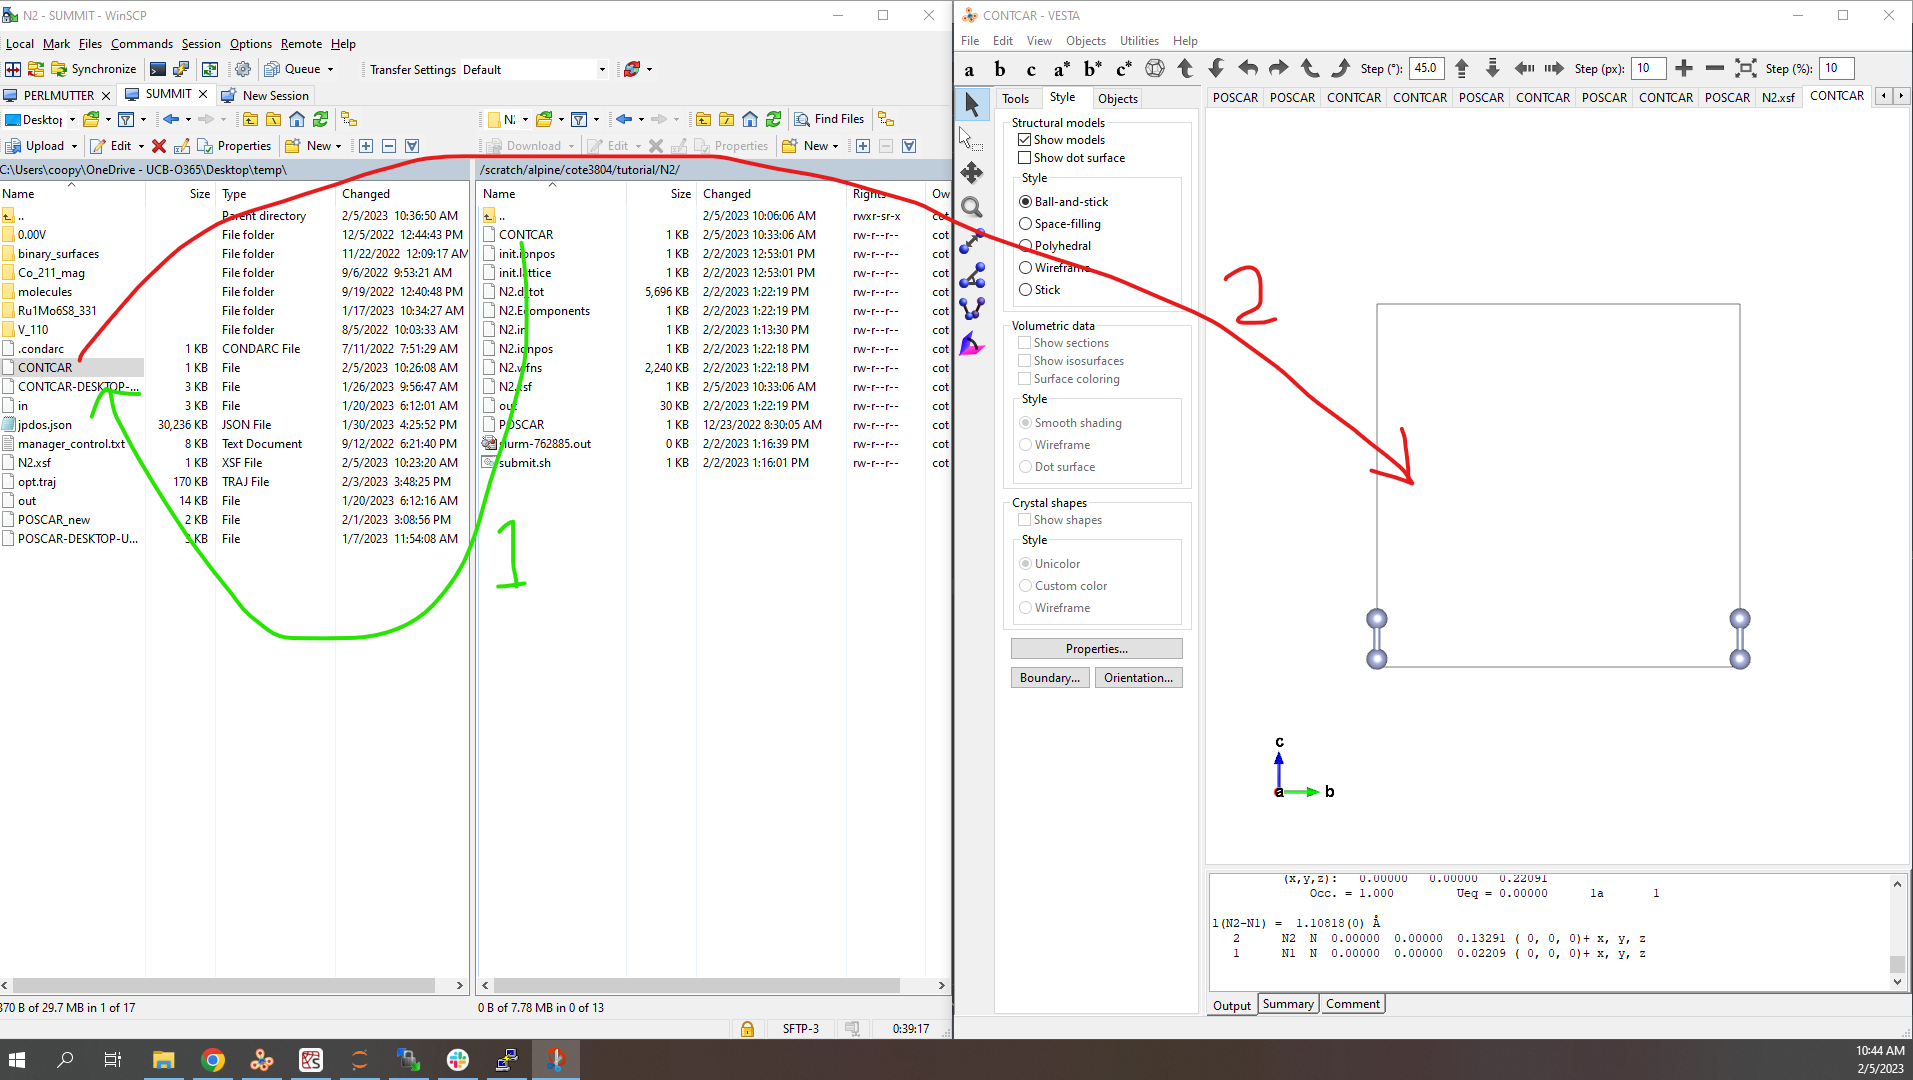 N2 - SUMMIT - WinSCP
Local Mark Files Commands Session Options Remote Help
Synchronize Queue Transfer Settings Default
PERLMUTTER SUMMIT New Session
Upload Edit Properties New
C:\Users\coopy\OneDrive - UCB-O365\Desktop\temp\
Name Size Type Changed
.. Parent directory 2/5/2023 10:36:50 AM
0.00V File folder 12/5/2022 12:44:43 PM
binary_surfaces File folder 11/22/2022 12:09:17 AM
Co_211_mag File folder 9/6/2022 9:53:21 AM
molecules File folder 9/19/2022 12:40:48 PM
Ru1Mo6S8_331 File folder 1/17/2023 10:34:27 AM
V_110 File folder 8/5/2022 10:03:33 AM
.condarc 1 KB CONDARC File 7/11/2022 7:51:29 AM
CONTCAR 1 KB File 2/5/2023 10:26:08 AM
CONTCAR-DESKTOP-... 3 KB File 1/26/2023 9:56:47 AM
in 3 KB File 1/20/2023 6:12:01 AM
jpdos.json 30,236 KB JSON File 1/30/2023 4:25:52 PM
manager_control.txt 8 KB Text Document 9/12/2022 6:21:40 PM
N2.xsf 1 KB XSF File 2/5/2023 10:23:20 AM
opt.traj 170 KB TRAJ File 2/3/2023 3:48:25 PM
out 14 KB File 1/20/2023 6:12:16 AM
POSCAR_new 2 KB File 2/1/2023 3:08:56 PM
POSCAR-DESKTOP-U... KB File 1/7/2023 11:54:08 AM
370 B of 29.7 MB in 1 of 17
Find Files
Download Edit Properties New
/scratch/alpine/cote3804/tutorial/N2/
Name Size Changed Rights Ow
.. 2/5/2023 10:06:06 AM rwxr-sr-x cot
CONTCAR 1 KB 2/5/2023 10:33:06 AM rw-r--r-- cot
init.ionpos 1 KB 2/2/2023 12:53:01 PM rw-r--r-- cot
init.lattice 1 KB 2/2/2023 12:53:01 PM rw-r--r-- cot
N2.dtot 5,696 KB 2/2/2023 1:22:19 PM rw-r--r-- cot
N2.Ecomponents 1 KB 2/2/2023 1:22:19 PM rw-r--r-- cot
N2.in 1 KB 2/2/2023 1:13:30 PM rw-r--r-- cot
N2.ionpos 1 KB 2/2/2023 1:22:18 PM rw-r--r-- cot
N2.wfns 2,240 KB 2/2/2023 1:22:18 PM rw-r--r-- cot
N2.xsf 1 KB 2/5/2023 10:33:06 AM rw-r--r-- cot
out 30 KB 2/2/2023 1:22:19 PM rw-r--r-- cot
POSCAR 1 KB 12/23/2022 8:30:05 AM rw-r--r-- cot
slurm-762885.out 0 KB 2/2/2023 1:16:39 PM rw-r--r-- cot
submit.sh 1 KB 2/2/2023 1:16:01 PM rw-r--r-- cot
1
0 B of 7.78 MB in 0 of 13
SFTP-3 0:39:17
CONTCAR - VESTA
File Edit View Objects Utilities Help
a b c a* b* c* Step (°): 45.0 Step (px): 10 Step (%): 10
Tools Style Objects
POSCAR POSCAR CONTCAR CONTCAR POSCAR CONTCAR POSCAR CONTCAR POSCAR N2.xsf CONTCAR
Structural models
Show models
Show dot surface
Style
Ball-and-stick
Space-filling
Polyhedral
Wireframe
Stick
Volumetric data
Show sections
Show isosurfaces
Surface coloring
Style
Smooth shading
Wireframe
Dot surface
Crystal shapes
Show shapes
Style
Unicolor
Custom color
Wireframe
Properties...
Boundary... Orientation...
2
c
a b
(x,y,z): 0.00000 0.00000 0.22091
Occ. = 1.000 Ueq = 0.00000 1a 1
l(N2-N1) = 1.10818(0) Å
2 N2 N 0.00000 0.00000 0.13291 ( 0, 0, 0)+ x, y, z
1 N1 N 0.00000 0.00000 0.02209 ( 0, 0, 0)+ x, y, z
Output Summary Comment
10:44 AM
2/5/2023